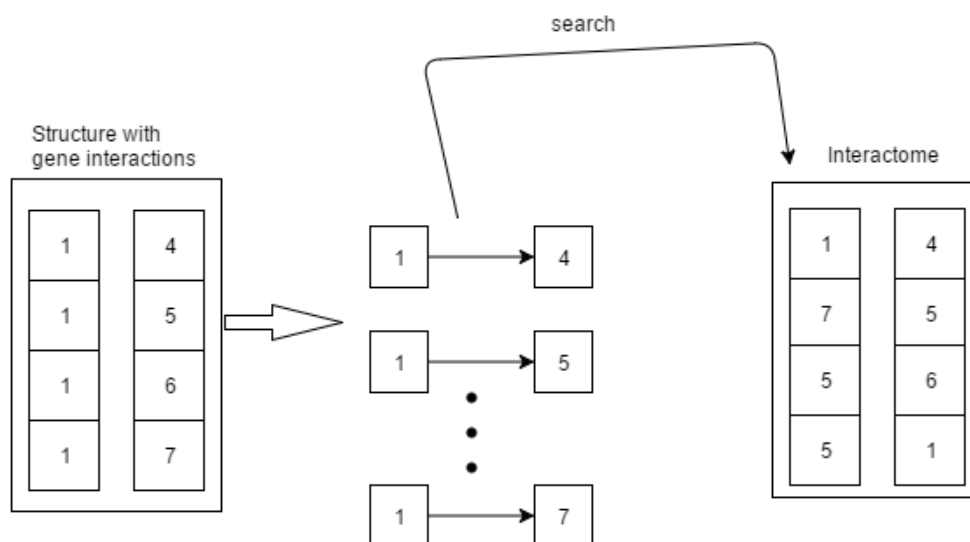 search
Structure with
gene interactions
Interactome
1 4
1 5
1 6
1 7
1 4
1 5
1 7
1 4
7 5
5 6
5 1